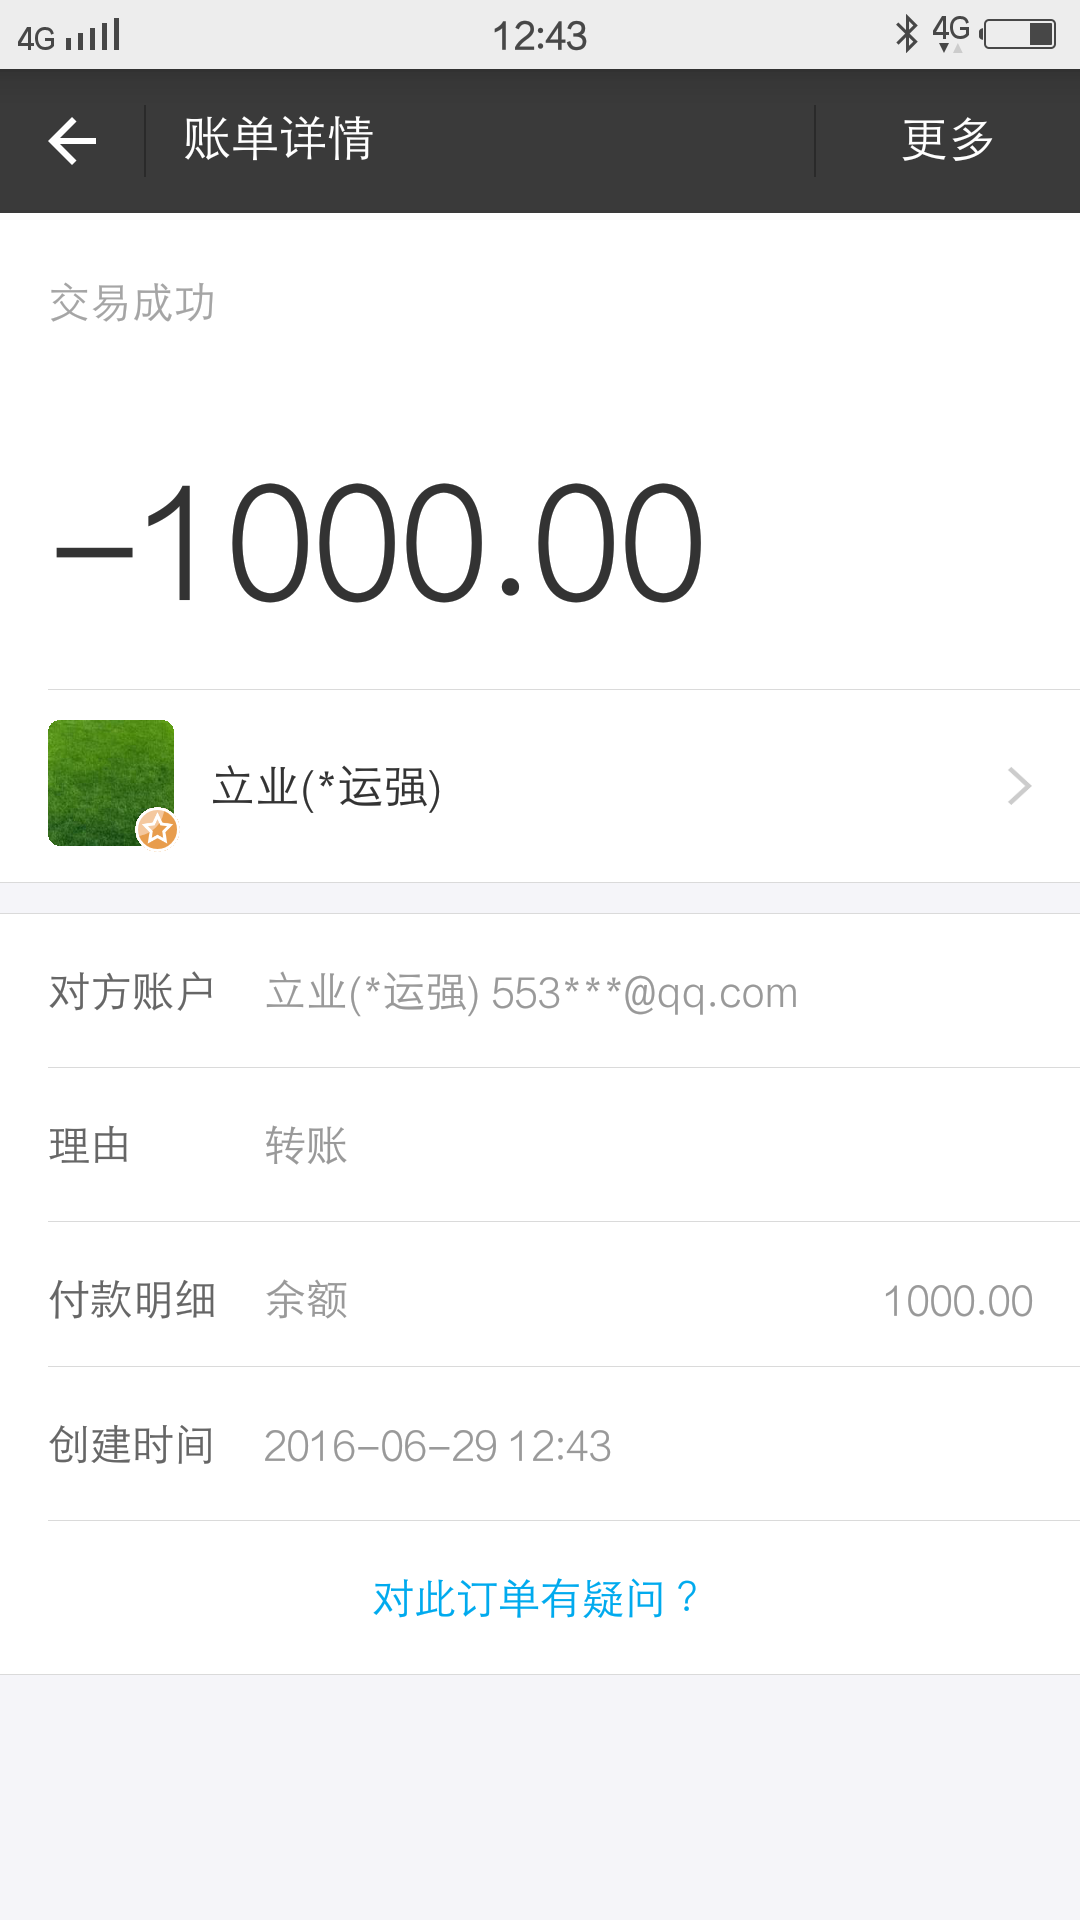 4G 12:43 4G
账单详情 更多
交易成功
-1000.00
立业(*运强)
对方账户 立业(*运强) 553***@qq.com
理由 转账
付款明细 余额 1000.00
创建时间 2016-06-29 12:43
对此订单有疑问？